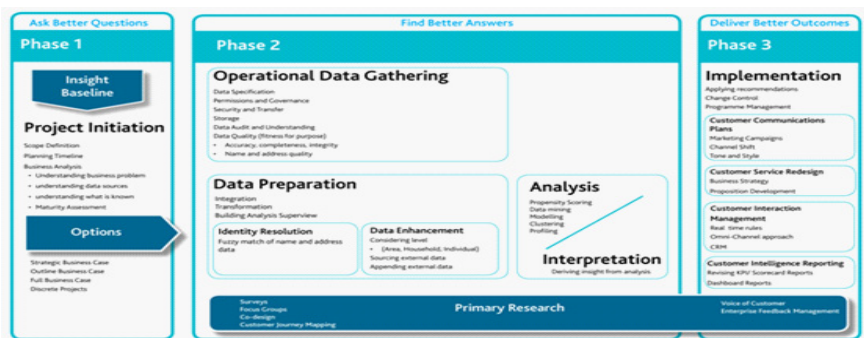 Ask Better Questions
Phase 1
Insight
Baseline
Project Initiation
Scope Definition
Planning Timeline
Business Analysis
• Understanding business problem
• understanding data sources
• understanding what is known
• Maturity Assessment
Options
Strategic Business Case
Outline Business Case
Full Business Case
Discrete Projects
Find Better Answers
Phase 2
Operational Data Gathering
Data Specification
Permissions and Governance
Security and Transfer
Storage
Data Audit and Understanding
Data Quality (fitness for purpose)
• Accuracy, completeness, integrity
• Name and address quality
Data Preparation
Integration
Transformation
Building Analysis Superview
Identity Resolution
Fuzzy match of name and address
data
Data Enhancement
Considering level
• (Area, Household, Individual)
Sourcing external data
Appending external data
Analysis
Propensity Scoring
Data mining
Modelling
Clustering
Profiling
Interpretation
Deriving insight from analysis
Deliver Better Outcomes
Phase 3
Implementation
Applying recommendations
Change Control
Programme Management
Customer Communications
Plans
Marketing Campaigns
Channel Shift
Tone and Style
Customer Service Redesign
Business Strategy
Proposition Development
Customer Interaction
Management
Real time rules
Omni-Channel approach
CRM
Customer Intelligence Reporting
Revising KPV Scorecard Reports
Dashboard Reports
Surveys
Focus Groups
Co-design
Customer Journey Mapping
Primary Research
Voice of Customer
Enterprise Feedback Management